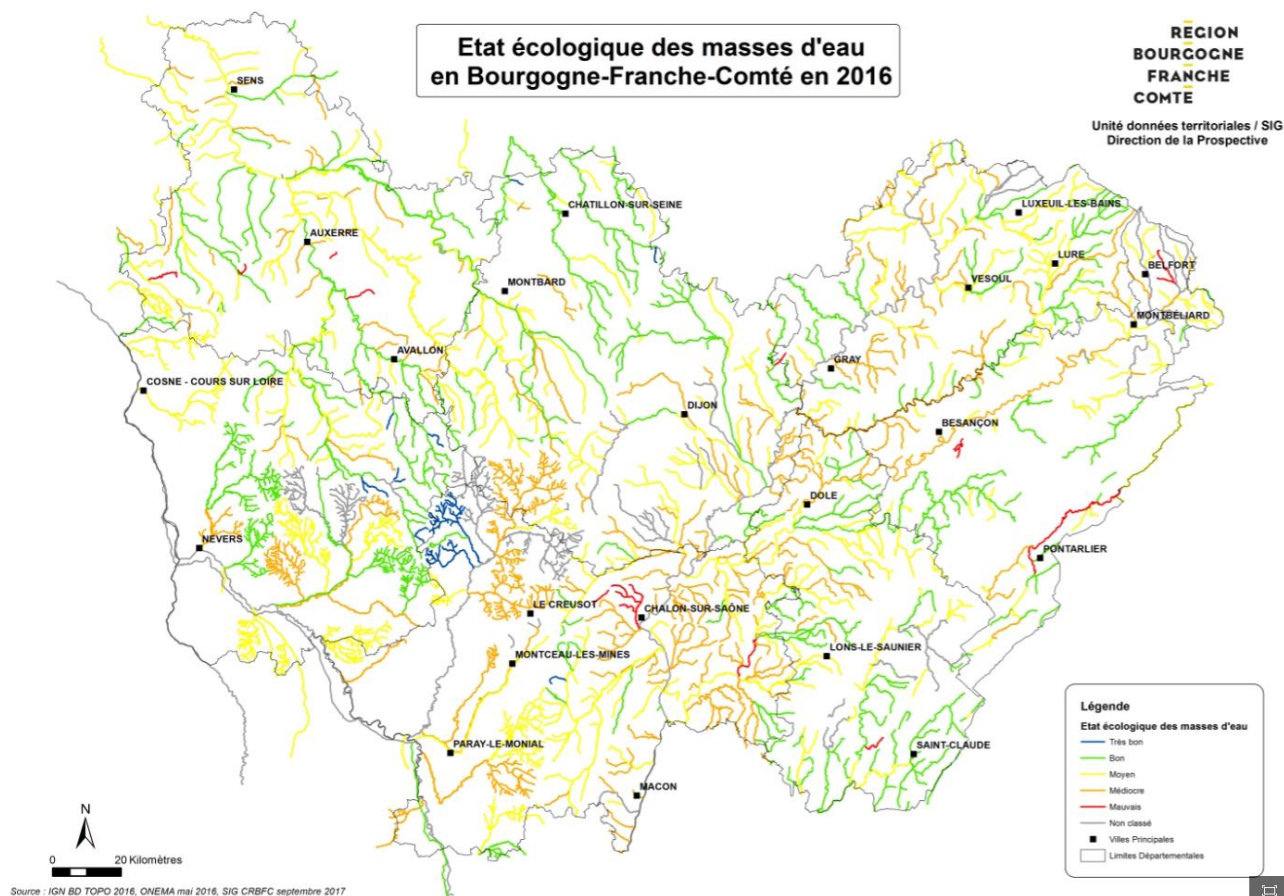 Etat écologique des masses d'eau
en Bourgogne-Franche-Comté en 2016
RÉGION
BOURGOGNE
FRANCHE
COMTÉ
Unité données territoriales / SIG
Direction de la Prospective
SENS
CHATILLON-SUR-SEINE
LUXEUIL-LES-BAINS
AUXERRE
LURE
BELFORT
VESOUL
MONTBARD
MONTBÉLIARD
AVALLON
GRAY
COSNE - COURS SUR LOIRE
DIJON
BESANÇON
DOLE
NEVERS
PONTARLIER
LE CREUSOT
CHALON-SUR-SAÔNE
MONTCEAU-LES-MINES
LONS-LE-SAUNIER
PARAY-LE-MONIAL
SAINT-CLAUDE
MACON
Légende
Etat écologique des masses d'eau
Très bon
Bon
Moyen
Médiocre
Mauvais
Non classé
Villes Principales
Limites Départementales
N
0 20 Kilomètres
Source : IGN BD TOPO 2016, ONEMA mai 2016, SIG CRBFC septembre 2017